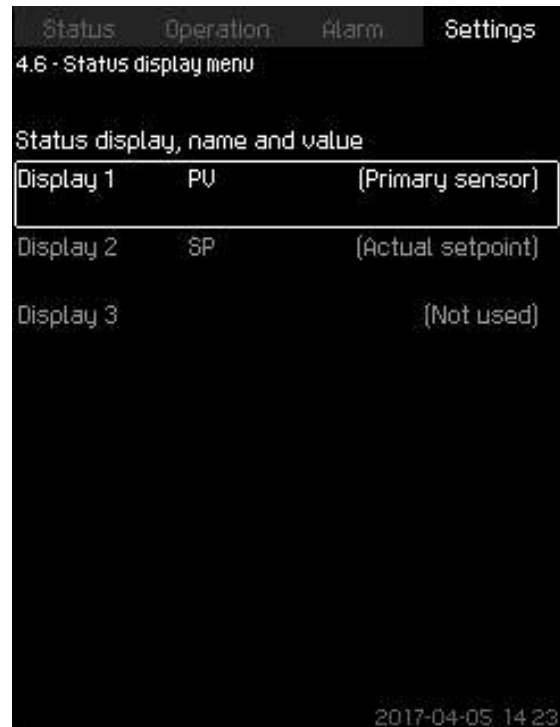 Status Operation Alarm Settings
4.6 - Status display menu
Status display, name and value
Display 1 PV (Primary sensor)
Display 2 SP (Actual setpoint)
Display 3 (Not used)
2017-04-05 14:23